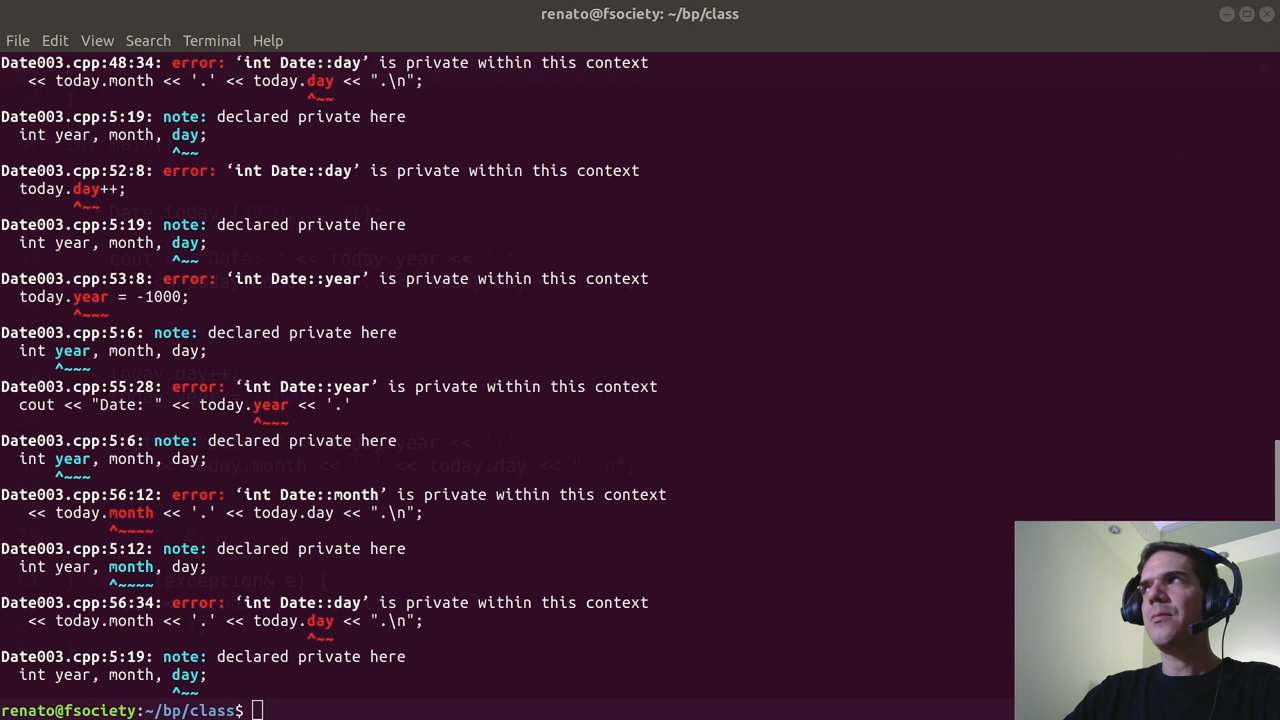 renato@fsociety: ~/bp/class
File Edit View Search Terminal Help
Date003.cpp:48:34: error: ‘int Date::day’ is private within this context
<< today.month << '.' << today.day << ".\n";
^~~
Date003.cpp:5:19: note: declared private here
int year, month, day;
^~~
Date003.cpp:52:8: error: ‘int Date::day’ is private within this context
today.day++;
^~~
Date003.cpp:5:19: note: declared private here
int year, month, day;
^~~
Date003.cpp:53:8: error: ‘int Date::year’ is private within this context
today.year = -1000;
^~~~
Date003.cpp:5:6: note: declared private here
int year, month, day;
^~~~
Date003.cpp:55:28: error: ‘int Date::year’ is private within this context
cout << "Date: " << today.year << '.'
^~~~
Date003.cpp:5:6: note: declared private here
int year, month, day;
^~~~
Date003.cpp:56:12: error: ‘int Date::month’ is private within this context
<< today.month << '.' << today.day << ".\n";
^~~~~
Date003.cpp:5:12: note: declared private here
int year, month, day;
^~~~~
Date003.cpp:56:34: error: ‘int Date::day’ is private within this context
<< today.month << '.' << today.day << ".\n";
^~~
Date003.cpp:5:19: note: declared private here
int year, month, day;
^~~
renato@fsociety:~/bp/class$